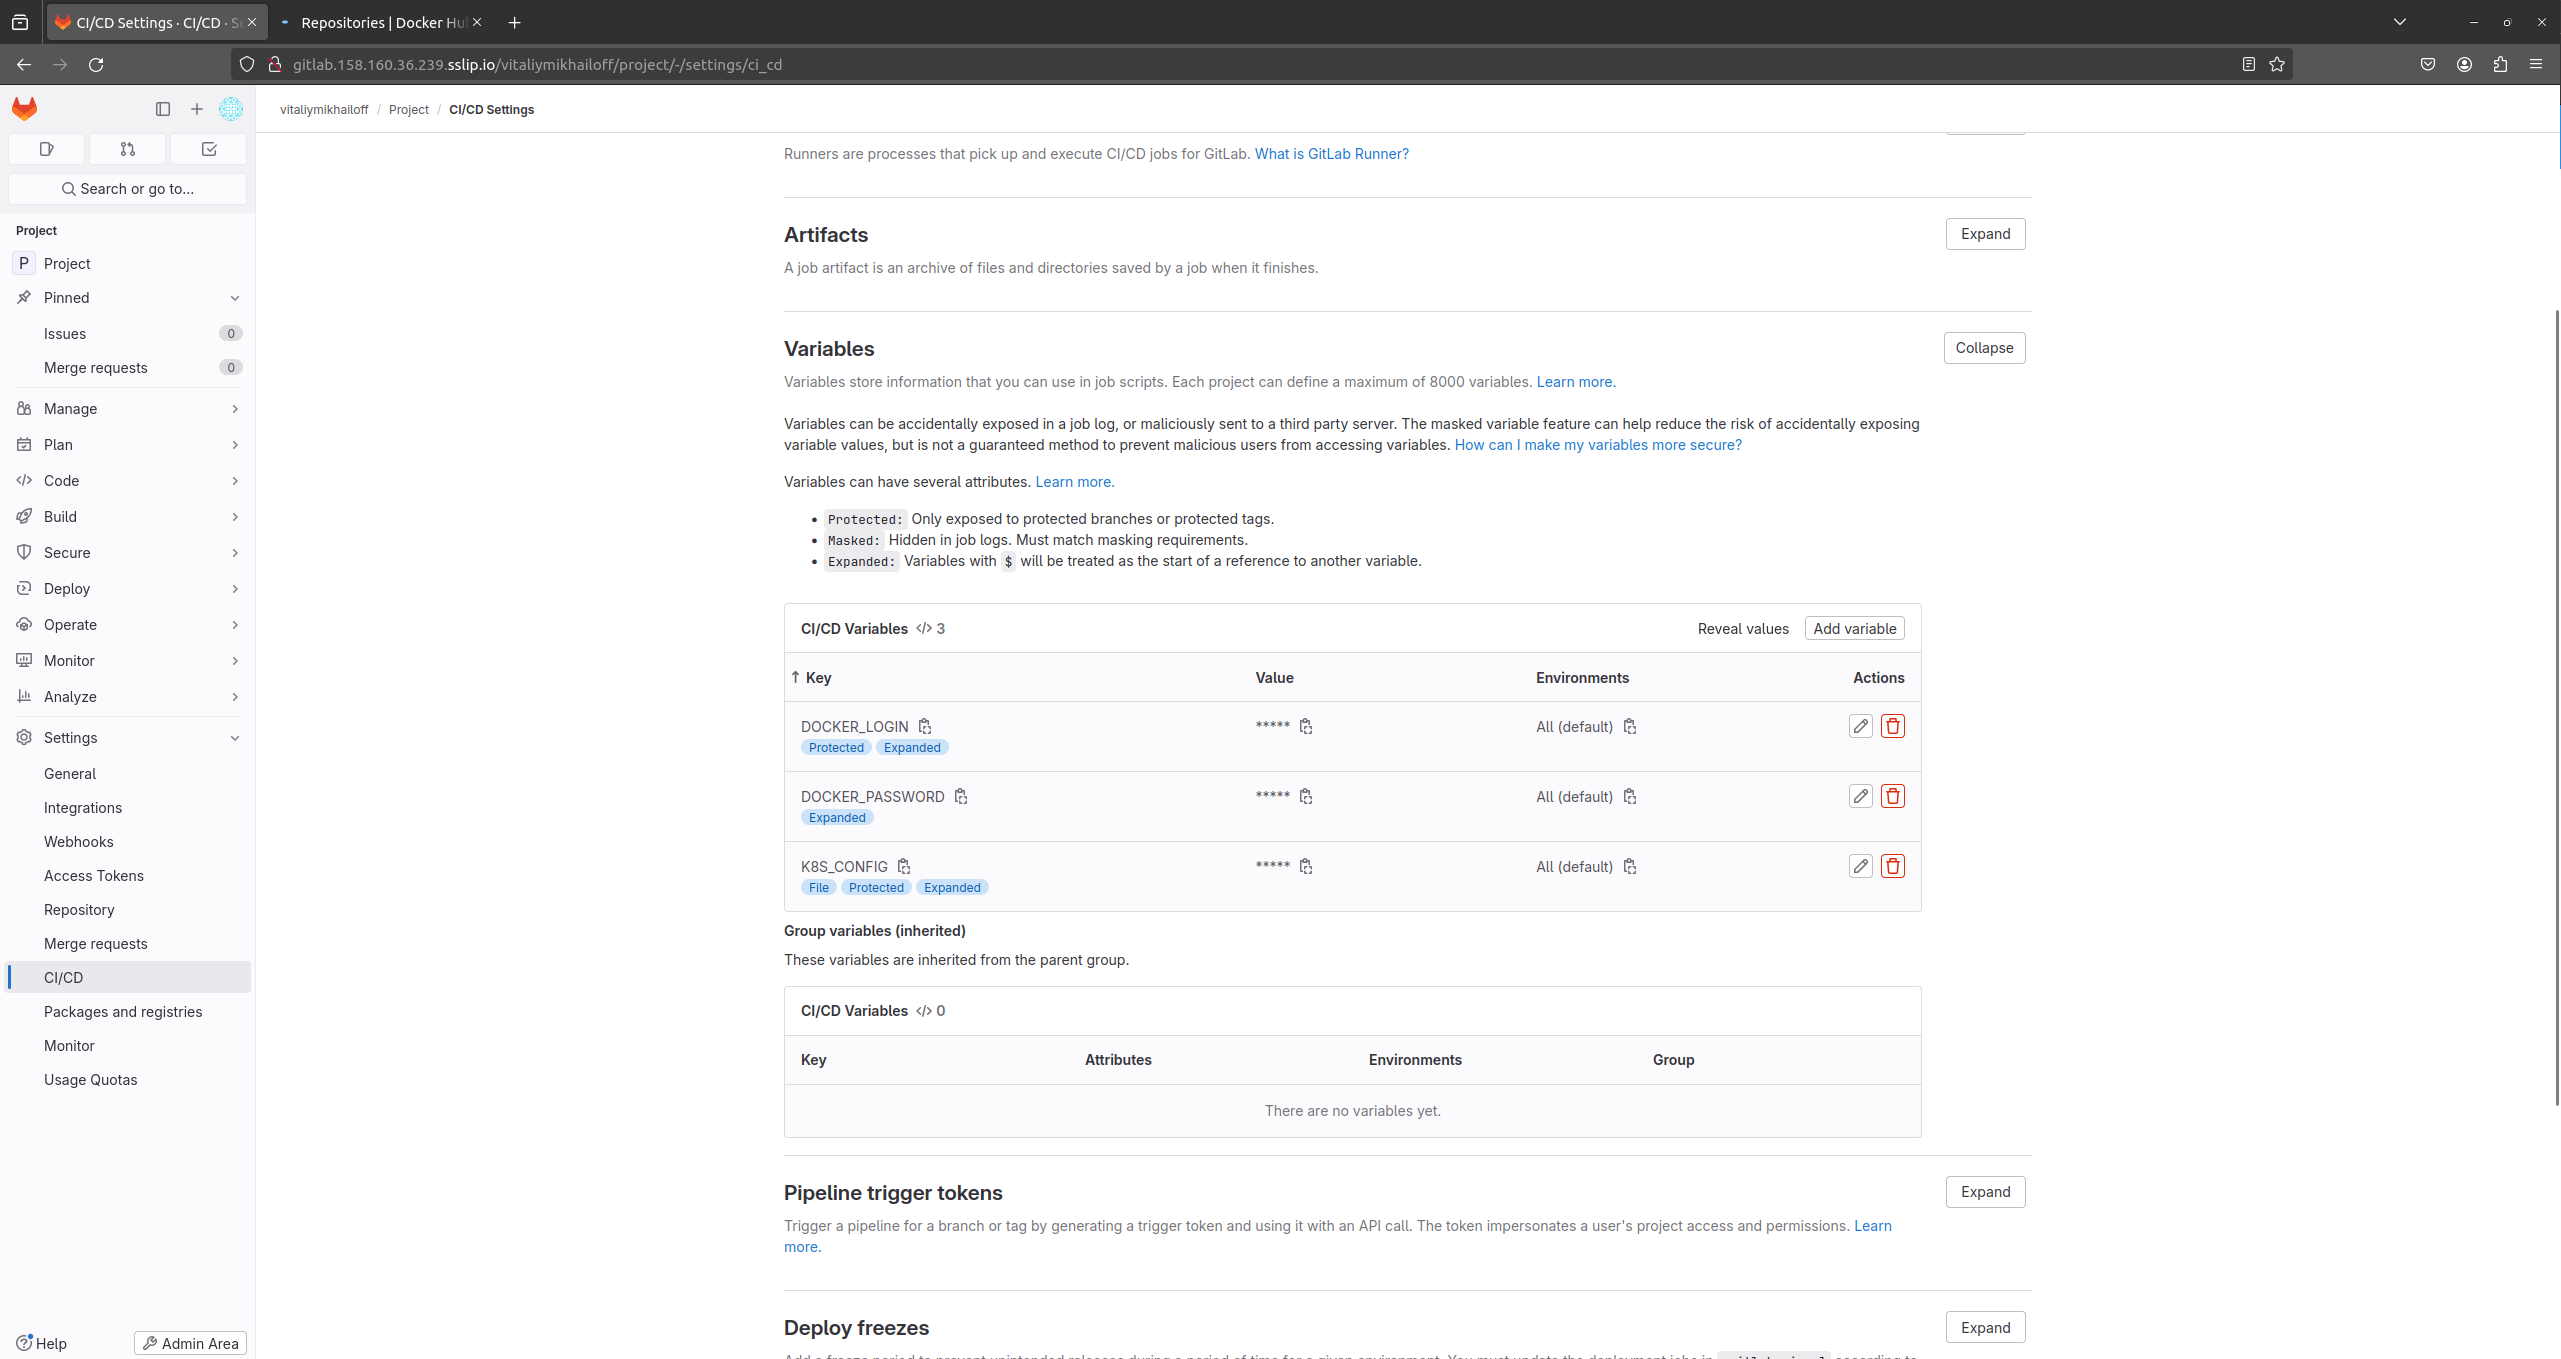 CI/CD Settings · CI/CD · S
Repositories | Docker Hu
gitlab.158.160.36.239.sslip.io/vitaliymikhailoff/project/-/settings/ci_cd
vitaliymikhailoff / Project / CI/CD Settings
Search or go to...
Project
P Project
Pinned
Issues 0
Merge requests 0
Manage
Plan
Code
Build
Secure
Deploy
Operate
Monitor
Analyze
Settings
General
Integrations
Webhooks
Access Tokens
Repository
Merge requests
CI/CD
Packages and registries
Monitor
Usage Quotas
Help
Admin Area
Runners are processes that pick up and execute CI/CD jobs for GitLab. What is GitLab Runner?
Artifacts
Expand
A job artifact is an archive of files and directories saved by a job when it finishes.
Variables
Collapse
Variables store information that you can use in job scripts. Each project can define a maximum of 8000 variables. Learn more.
Variables can be accidentally exposed in a job log, or maliciously sent to a third party server. The masked variable feature can help reduce the risk of accidentally exposing
variable values, but is not a guaranteed method to prevent malicious users from accessing variables. How can I make my variables more secure?
Variables can have several attributes. Learn more.
• Protected: Only exposed to protected branches or protected tags.
• Masked: Hidden in job logs. Must match masking requirements.
• Expanded: Variables with $ will be treated as the start of a reference to another variable.
CI/CD Variables </> 3
Reveal values
Add variable
↑ Key Value Environments Actions
DOCKER_LOGIN ***** All (default)
Protected Expanded
DOCKER_PASSWORD ***** All (default)
Expanded
K8S_CONFIG ***** All (default)
File Protected Expanded
Group variables (inherited)
These variables are inherited from the parent group.
CI/CD Variables </> 0
Key Attributes Environments Group
There are no variables yet.
Pipeline trigger tokens
Expand
Trigger a pipeline for a branch or tag by generating a trigger token and using it with an API call. The token impersonates a user's project access and permissions. Learn
more.
Deploy freezes
Expand